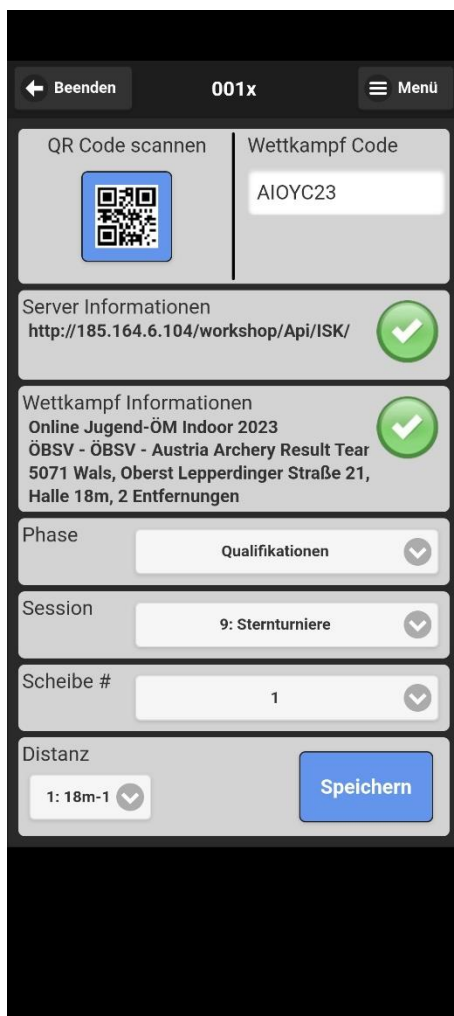 Beenden
001x
Menü
QR Code scannen
Wettkampf Code
AIOYC23
Server Informationen
http://185.164.6.104/workshop/Api/ISK/
Wettkampf Informationen
Online Jugend-ÖM Indoor 2023
ÖBSV - ÖBSV - Austria Archery Result Tear
5071 Wals, Oberst Lepperdinger Straße 21,
Halle 18m, 2 Entfernungen
Phase
Qualifikationen
Session
9: Sternturniere
Scheibe #
1
Distanz
1: 18m-1
Speichern